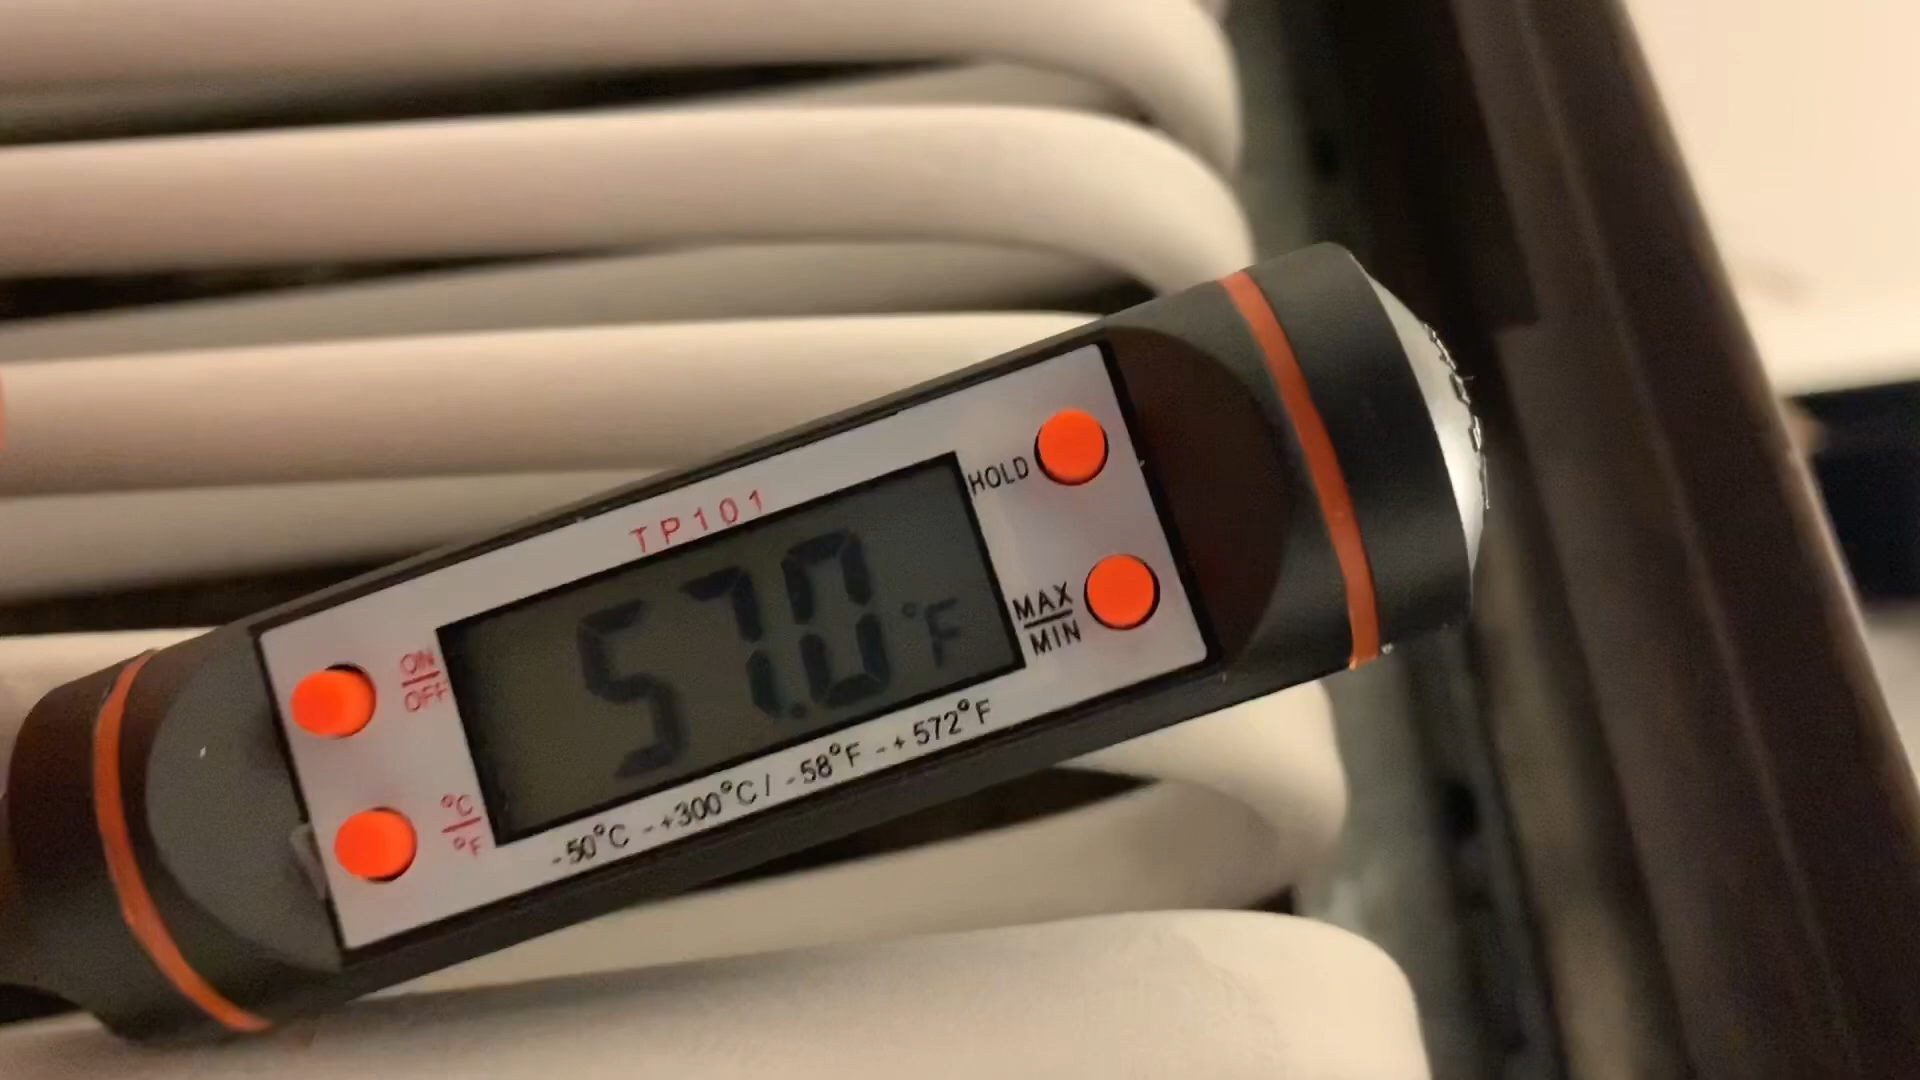 TP101
HOLD
57.0 °F
MAX
MIN
ON
OFF
°C
°F
-50°C -+300°C / -58°F -+572°F